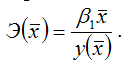 Э(x̅) = β₁x̅ / y(x̅) .